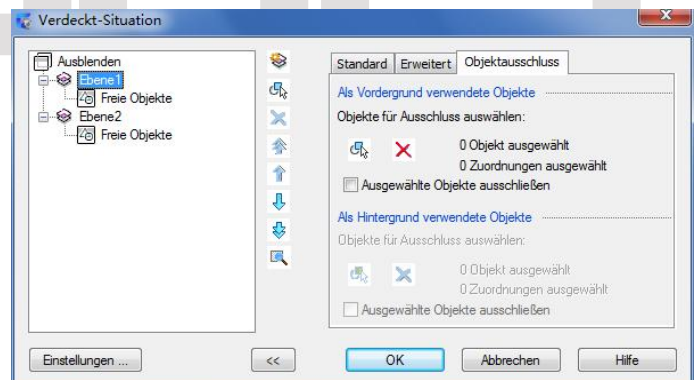 Verdeckt-Situation
Ausblenden
Ebene1
Freie Objekte
Ebene2
Freie Objekte
Standard Erweitert Objektausschluss
Als Vordergrund verwendete Objekte
Objekte für Ausschluss auswählen:
0 Objekt ausgewählt
0 Zuordnungen ausgewählt
Ausgewählte Objekte ausschließen
Als Hintergrund verwendete Objekte
Objekte für Ausschluss auswählen:
0 Objekt ausgewählt
0 Zuordnungen ausgewählt
Ausgewählte Objekte ausschließen
Einstellungen ... << OK Abbrechen Hilfe